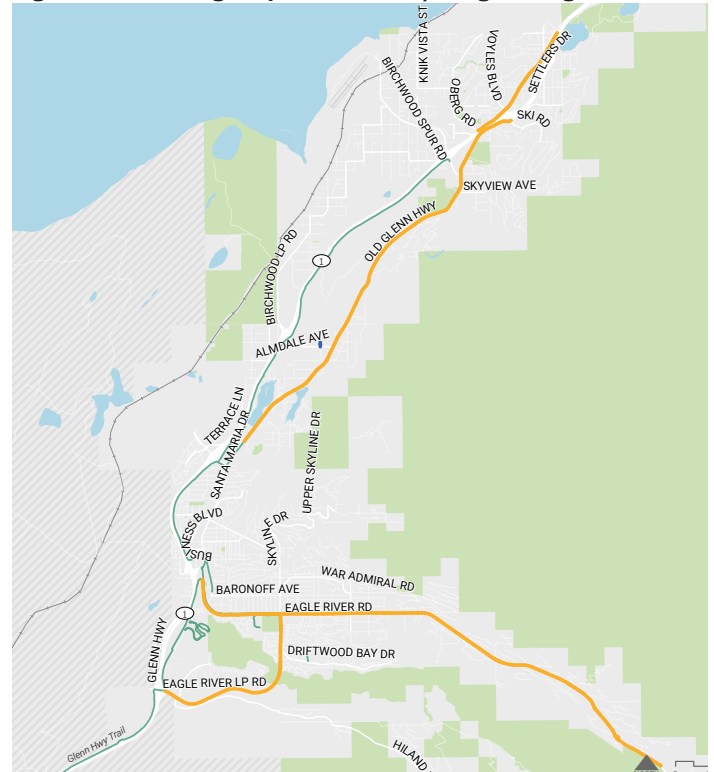 KNIK VISTA ST
VOYLES BLVD
SETTLERS DR
BIRCHWOOD SPUR RD
OBERG RD
SKI RD
SKYVIEW AVE
OLD GLENN HWY
BIRCHWOOD LP RD
1
ALMDALE AVE
TERRACE LN
SANTA MARIA DR
UPPER SKYLINE DR
BUSINESS BLVD
SKYLINE DR
WAR ADMIRAL RD
BARONOFF AVE
EAGLE RIVER RD
1
GLENN HWY
DRIFTWOOD BAY DR
EAGLE RIVER LP RD
Glenn Hwy Trail
HILAND